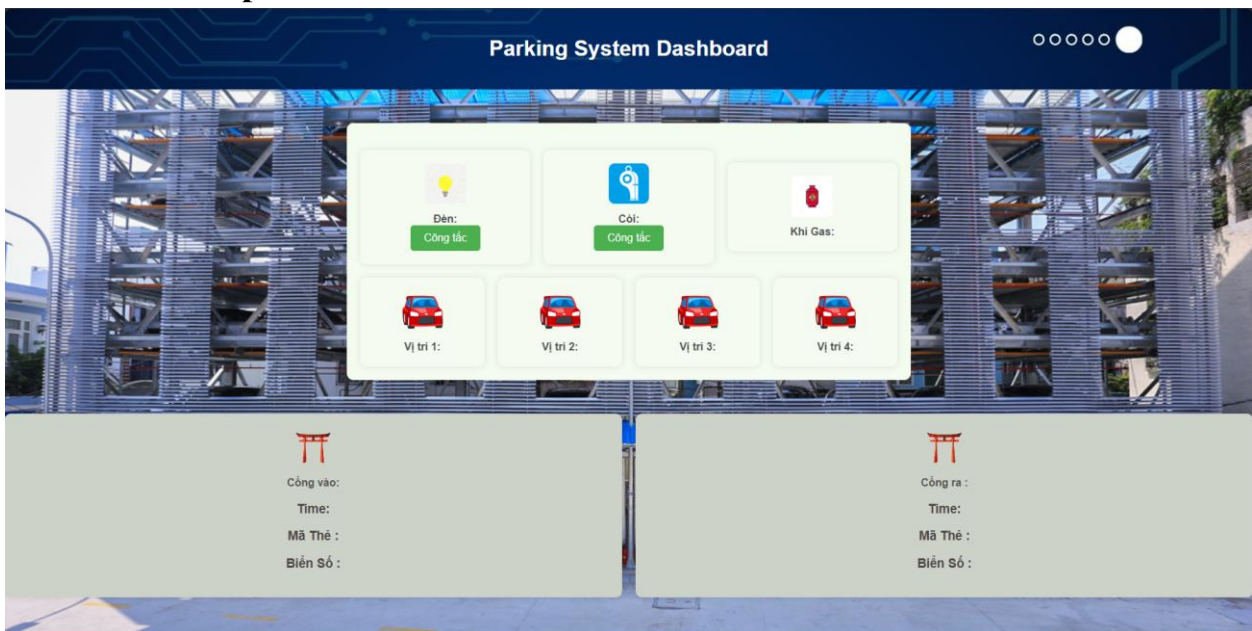 Parking System Dashboard
Đèn:
Công tắc
Còi:
Công tắc
Khí Gas:
Vị trí 1:
Vị trí 2:
Vị trí 3:
Vị trí 4:
Cổng vào:
Time:
Mã Thẻ :
Biển Số :
Cổng ra :
Time:
Mã Thẻ :
Biển Số :